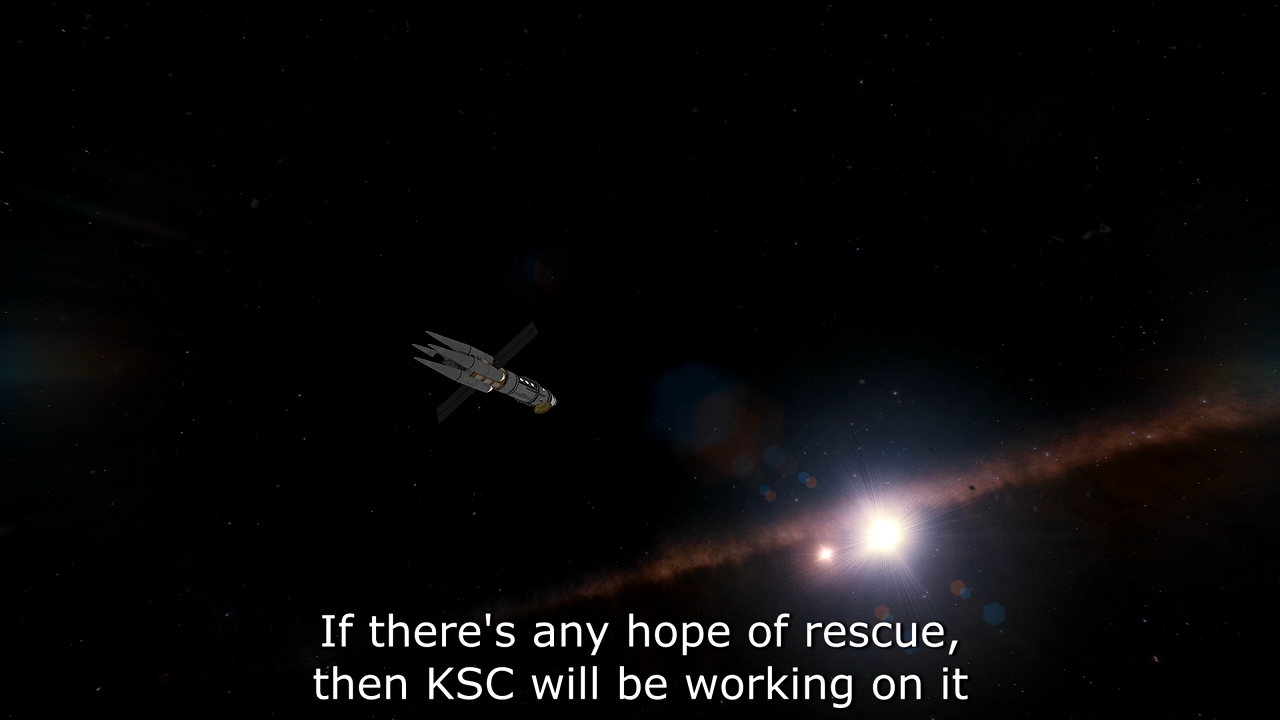 If there's any hope of rescue,
then KSC will be working on it